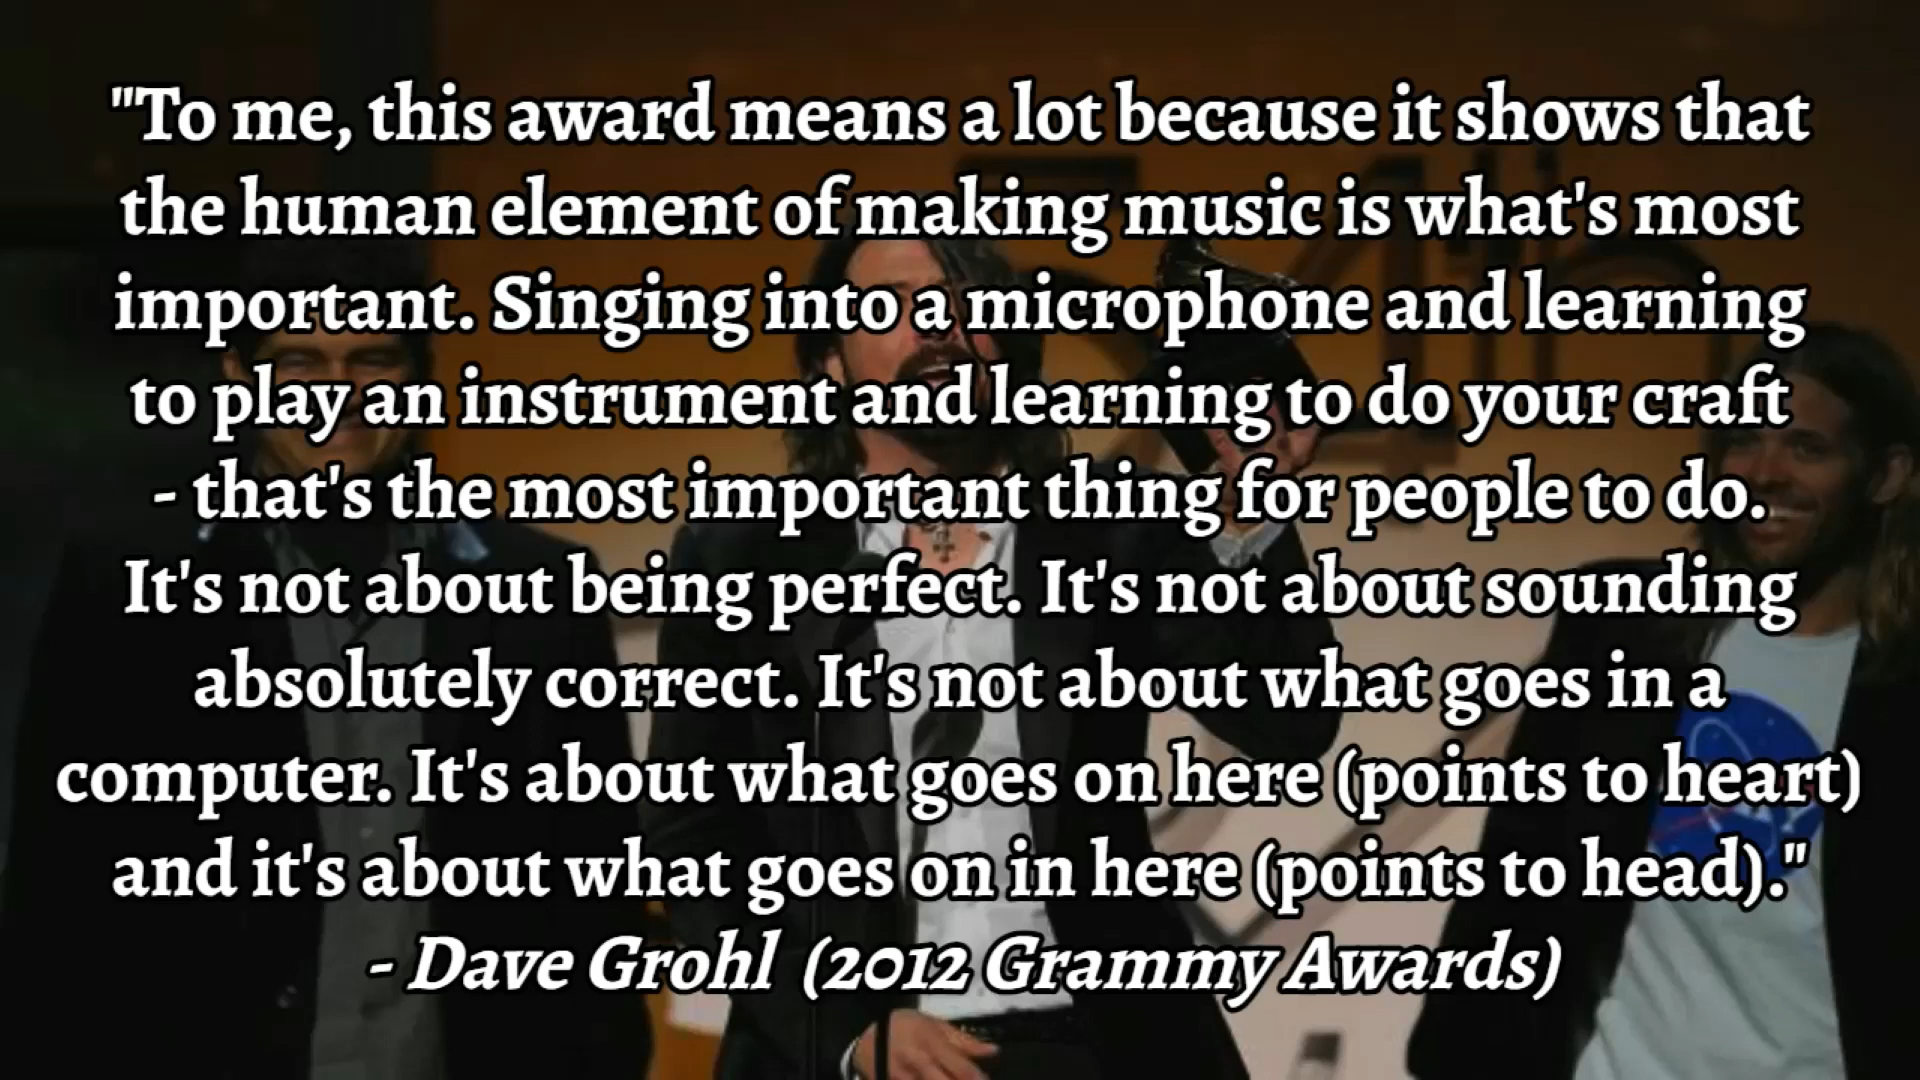 "To me, this award means a lot because it shows that
the human element of making music is what's most
important. Singing into a microphone and learning
to play an instrument and learning to do your craft
- that's the most important thing for people to do.
It's not about being perfect. It's not about sounding
absolutely correct. It's not about what goes in a
computer. It's about what goes on here (points to heart)
and it's about what goes on in here (points to head)."
- Dave Grohl (2012 Grammy Awards)
54th
NASA